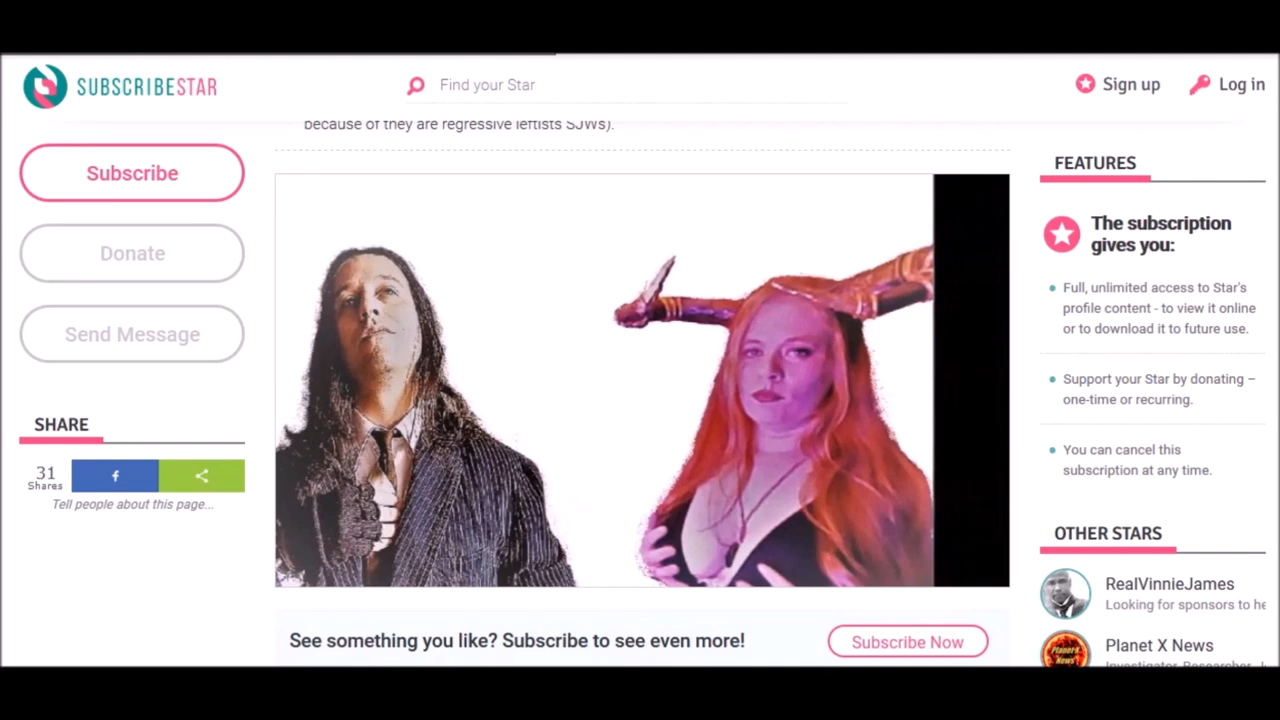 SUBSCRIBESTAR
Find your Star
Sign up
Log in
because of they are regressive leftists SJWs).
Subscribe
Donate
Send Message
SHARE
31
Shares
f
Tell people about this page...
See something you like? Subscribe to see even more!
Subscribe Now
FEATURES
The subscription
gives you:
Full, unlimited access to Star's
profile content - to view it online
or to download it to future use.
Support your Star by donating –
one-time or recurring.
You can cancel this
subscription at any time.
OTHER STARS
RealVinnieJames
Looking for sponsors to he
Planet X News
Planet X
News
Investigator, Researcher,